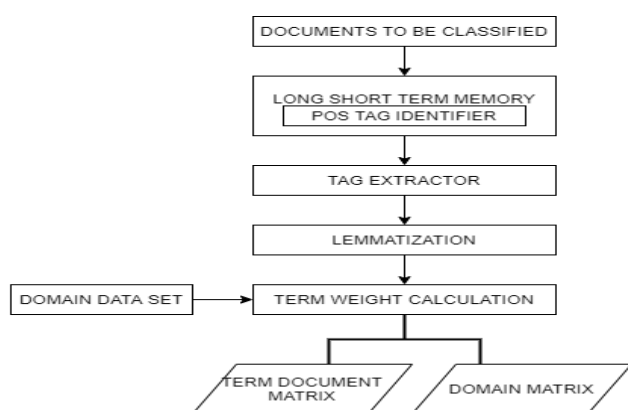 DOCUMENTS TO BE CLASSIFIED
LONG SHORT TERM MEMORY
POS TAG IDENTIFIER
TAG EXTRACTOR
LEMMATIZATION
DOMAIN DATA SET
TERM WEIGHT CALCULATION
TERM DOCUMENT
MATRIX
DOMAIN MATRIX